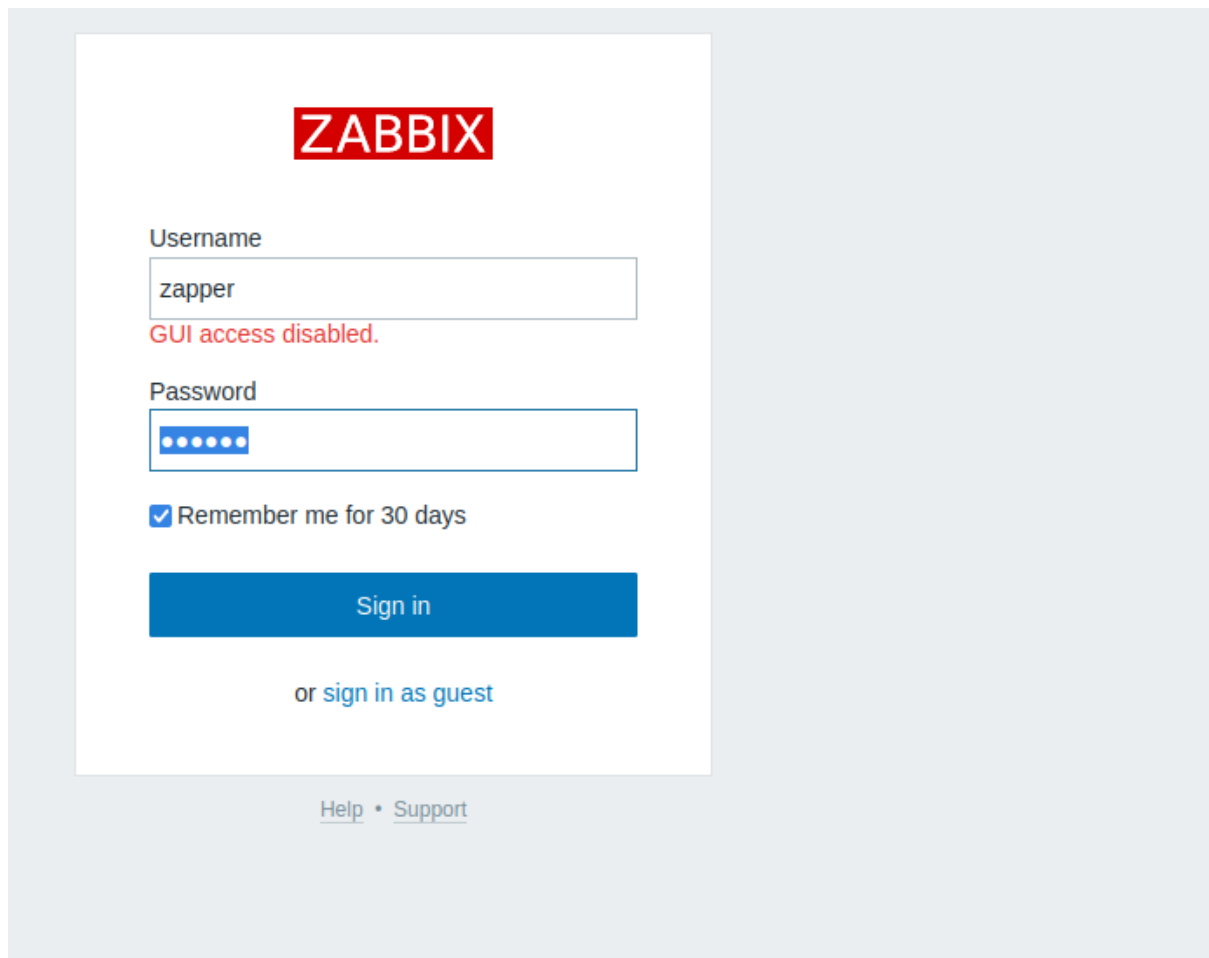 ZABBIX
Username
zapper
GUI access disabled.
Password
••••••
Remember me for 30 days
Sign in
or sign in as guest
Help • Support